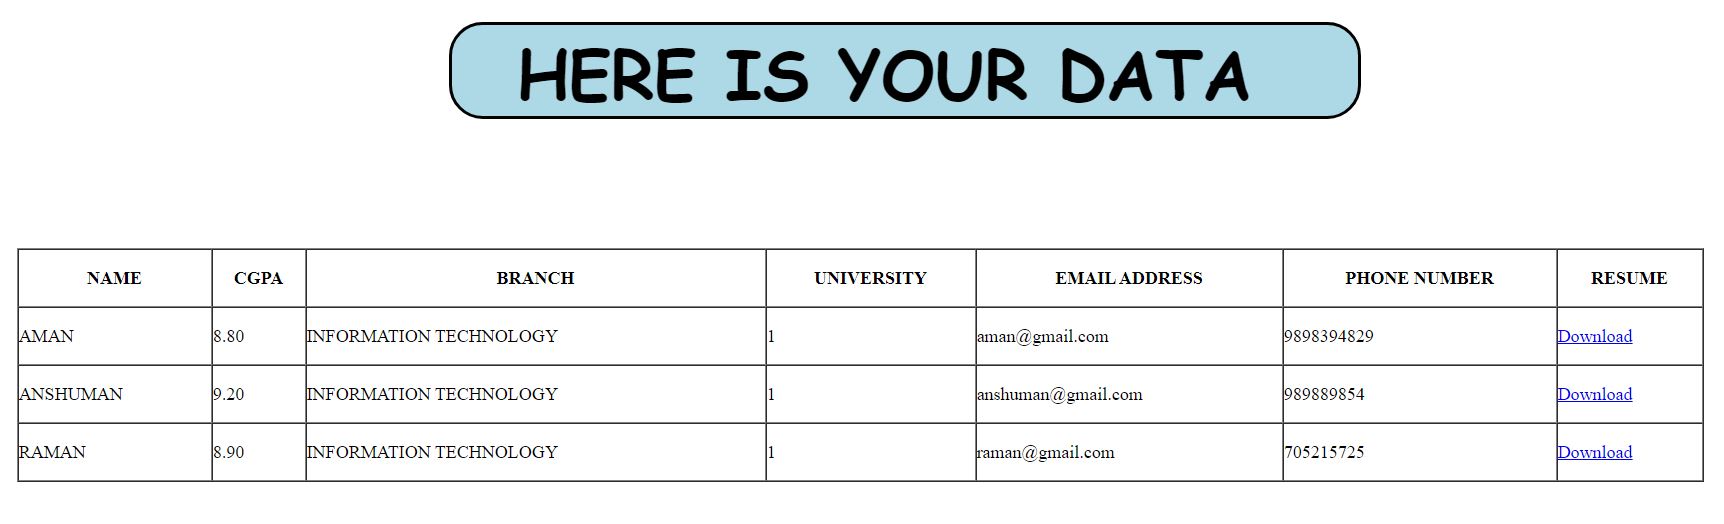 HERE IS YOUR DATA
NAME CGPA BRANCH UNIVERSITY EMAIL ADDRESS PHONE NUMBER RESUME
AMAN 8.80 INFORMATION TECHNOLOGY 1 aman@gmail.com 9898394829 Download
ANSHUMAN 9.20 INFORMATION TECHNOLOGY 1 anshuman@gmail.com 989889854 Download
RAMAN 8.90 INFORMATION TECHNOLOGY 1 raman@gmail.com 705215725 Download